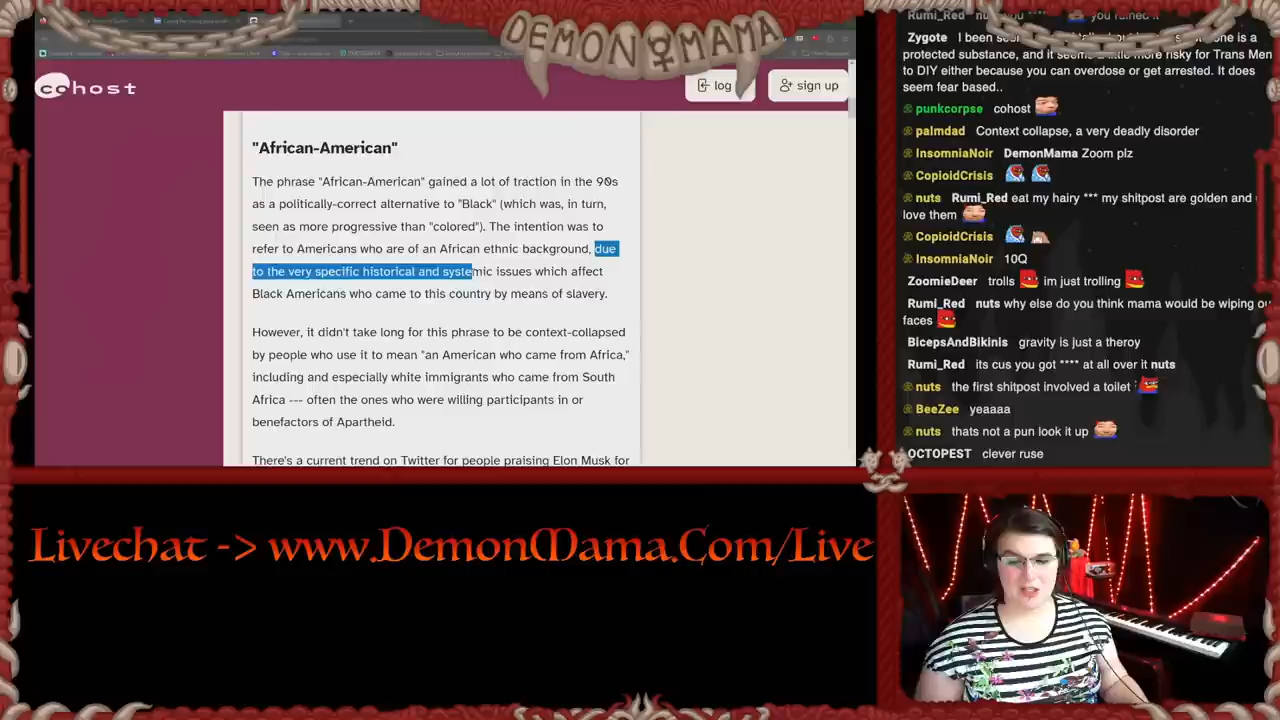 DEMON MAMA
cohost
log
sign up
"African-American"
The phrase "African-American" gained a lot of traction in the 90s
as a politically-correct alternative to "Black" (which was, in turn,
seen as more progressive than "colored"). The intention was to
refer to Americans who are of an African ethnic background, due
to the very specific historical and systemic issues which affect
Black Americans who came to this country by means of slavery.
However, it didn't take long for this phrase to be context-collapsed
by people who use it to mean "an American who came from Africa,"
including and especially white immigrants who came from South
Africa --- often the ones who were willing participants in or
benefactors of Apartheid.
There's a current trend on Twitter for people praising Elon Musk for
Rumi_Red
Zygote I been
one is a
protected substance, and it seems a little more risky for Trans Men
to DIY either because you can overdose or get arrested. It does
seem fear based..
punkcorpse cohost
palmdad Context collapse, a very deadly disorder
InsomniaNoir DemonMama Zoom plz
CopioidCrisis
nuts Rumi_Red eat my hairy *** my shitpost are golden and
love them
CopioidCrisis
InsomniaNoir 10Q
ZoomieDeer trolls im just trolling
Rumi_Red nuts why else do you think mama would be wiping
faces
BicepsAndBikinis gravity is just a theroy
Rumi_Red its cus you got **** at all over it nuts
nuts the first shitpost involved a toilet
BeeZee yeaaaa
nuts thats not a pun look it up
OCTOPEST clever ruse
Livechat -> www.DemonMama.Com/Live